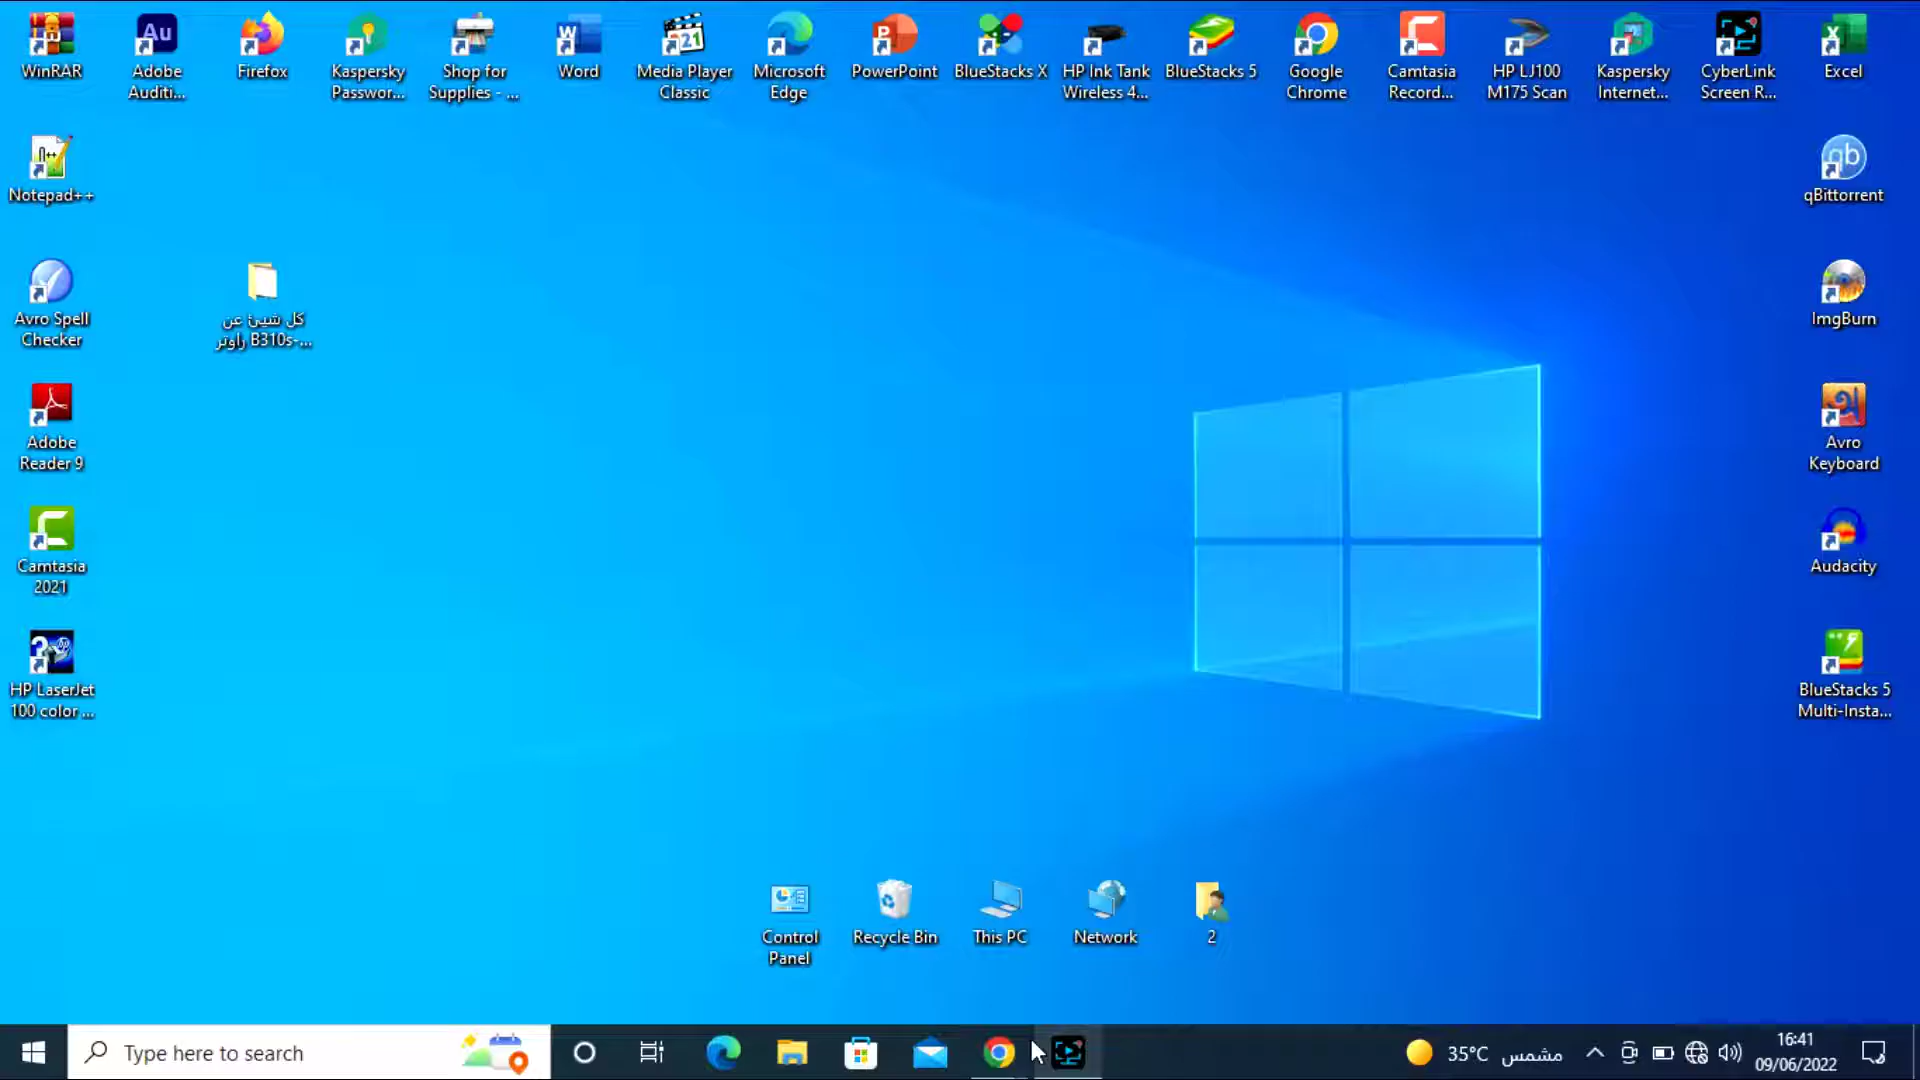 WinRAR
Adobe
Auditi...
Firefox
Kaspersky
Passwor...
Shop for
Supplies - ...
Word
Media Player
Classic
Microsoft
Edge
PowerPoint
BlueStacks X
HP Ink Tank
Wireless 4...
BlueStacks 5
Google
Chrome
Camtasia
Record...
HP LJ100
M175 Scan
Kaspersky
Internet...
CyberLink
Screen R...
Excel
Notepad++
qBittorrent
Avro Spell
Checker
كل شيئ عن
راوتر B310s-...
ImgBurn
Adobe
Reader 9
Avro
Keyboard
Camtasia
2021
Audacity
HP LaserJet
100 color ...
BlueStacks 5
Multi-Insta...
Control
Panel
Recycle Bin
This PC
Network
2
Type here to search
35°C مشمس
16:41
09/06/2022